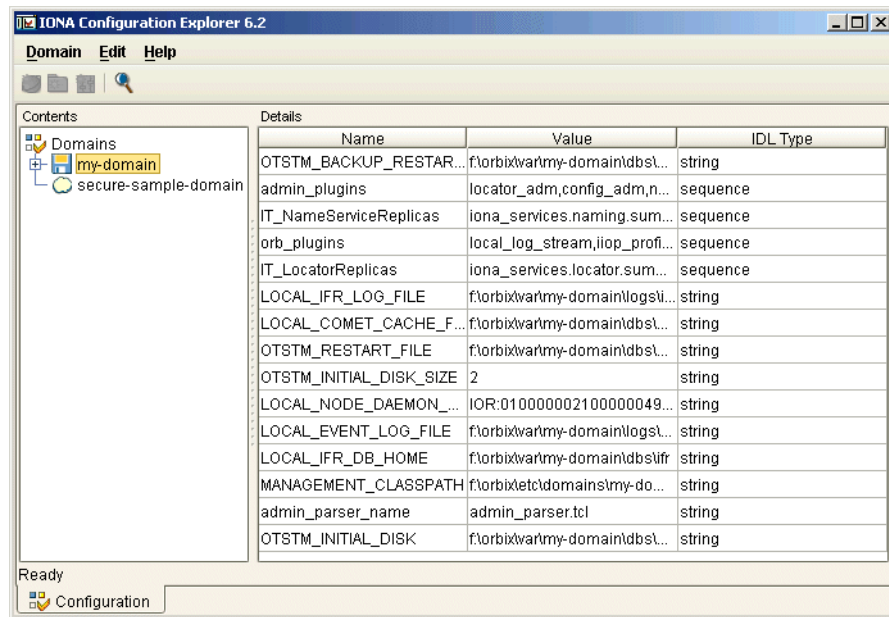 IONA Configuration Explorer 6.2
Domain Edit Help
Contents
Details
Domains
my-domain
secure-sample-domain
Name Value IDL Type
OTSTM_BACKUP_RESTAR... f:\orbix\var\my-domain\dbs\... string
admin_plugins locator_adm,config_adm,n... sequence
IT_NameServiceReplicas iona_services.naming.sum... sequence
orb_plugins local_log_stream,iiop_profi... sequence
IT_LocatorReplicas iona_services.locator.sum... sequence
LOCAL_IFR_LOG_FILE f:\orbix\var\my-domain\logs\i... string
LOCAL_COMET_CACHE_F... f:\orbix\var\my-domain\dbs\... string
OTSTM_RESTART_FILE f:\orbix\var\my-domain\dbs\... string
OTSTM_INITIAL_DISK_SIZE 2 string
LOCAL_NODE_DAEMON_... IOR:010000002100000049... string
LOCAL_EVENT_LOG_FILE f:\orbix\var\my-domain\logs\... string
LOCAL_IFR_DB_HOME f:\orbix\var\my-domain\dbs\ifr string
MANAGEMENT_CLASSPATH f:\orbix\etc\domains\my-do... string
admin_parser_name admin_parser.tcl string
OTSTM_INITIAL_DISK f:\orbix\var\my-domain\dbs\... string
Ready
Configuration